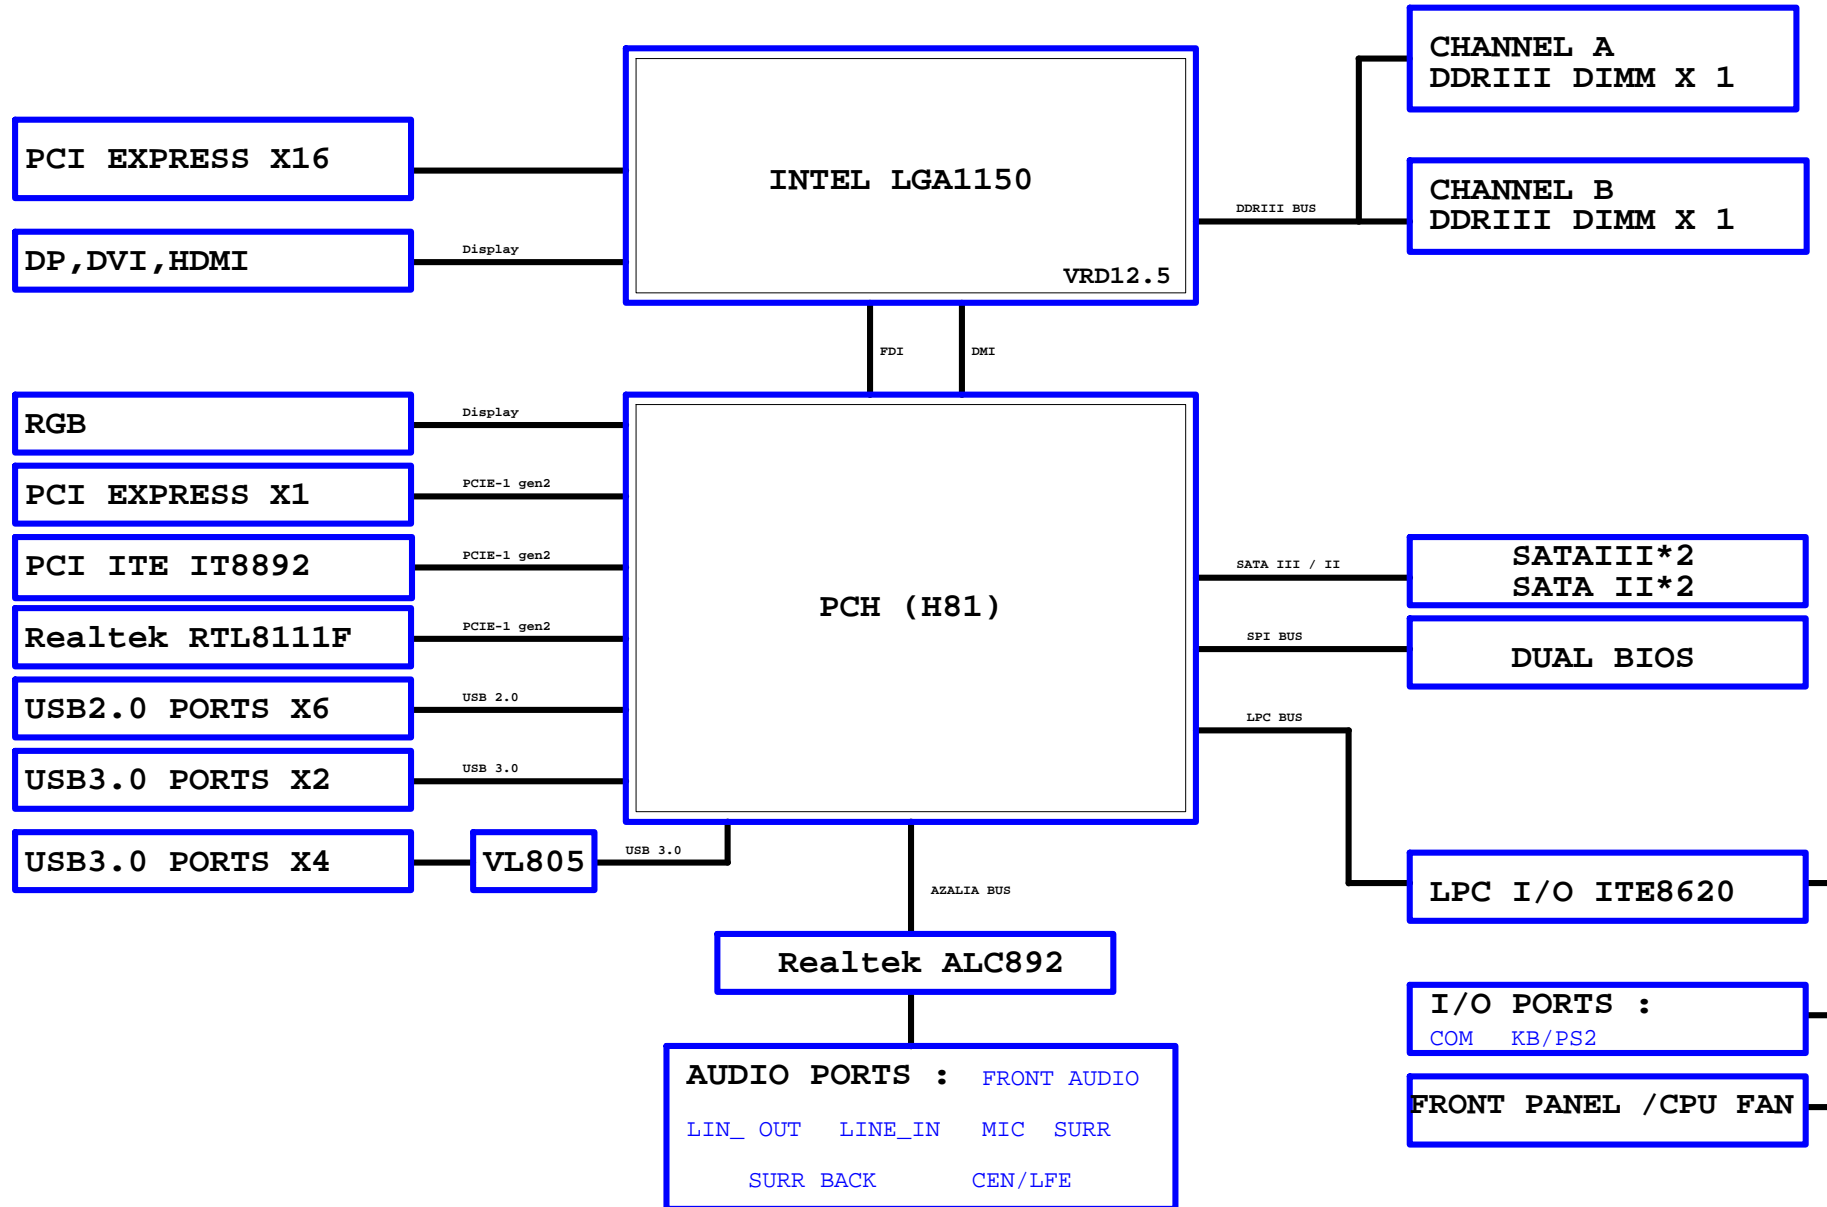 CHANNEL A
DDRIII DIMM X 1
PCI EXPRESS X16
INTEL LGA1150
CHANNEL B
DDRIII DIMM X 1
DDRIII BUS
DP,DVI,HDMI
Display
VRD12.5
FDI
DMI
RGB
Display
PCI EXPRESS X1
PCIE-1 gen2
PCI ITE IT8892
PCIE-1 gen2
SATA III / II
SATAIII*2
SATA II*2
PCH (H81)
Realtek RTL8111F
PCIE-1 gen2
SPI BUS
DUAL BIOS
USB2.0 PORTS X6
USB 2.0
LPC BUS
USB3.0 PORTS X2
USB 3.0
USB3.0 PORTS X4
VL805
USB 3.0
AZALIA BUS
LPC I/O ITE8620
Realtek ALC892
I/O PORTS :
COM KB/PS2
AUDIO PORTS : FRONT AUDIO
LIN_ OUT LINE_IN MIC SURR
SURR BACK CEN/LFE
FRONT PANEL /CPU FAN